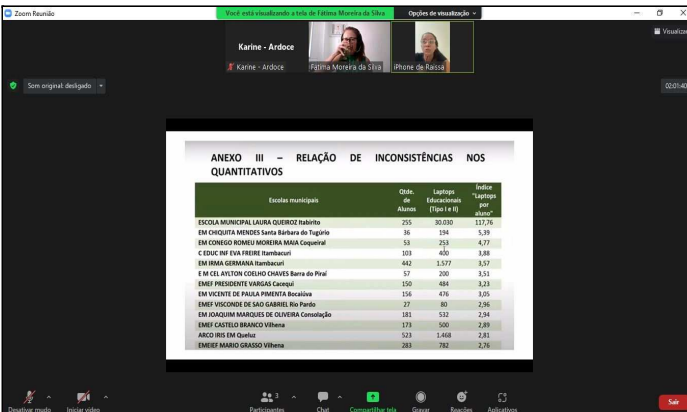 Zoom Reunião
Você está visualizando a tela de Fátima Moreira da Silva
Opções de visualização
Visualizar
Karine - Ardoce
Karine - Ardoce
Fátima Moreira da Silva
iPhone de Raissa
Som original: desligado
02:01:40
ANEXO III – RELAÇÃO DE INCONSISTÊNCIAS NOS
QUANTITATIVOS
Escolas municipais Qtde. de Alunos Laptops Educacionais (Tipo I e II) Índice "Laptops por aluno"
ESCOLA MUNICIPAL LAURA QUEIROZ Itabirito 255 30.030 117,76
EM CHIQUITA MENDES Santa Bárbara do Tugúrio 36 194 5,39
EM CONEGO ROMEU MOREIRA MAIA Coqueiral 53 253 4,77
C EDUC INF EVA FREIRE Itambacuri 103 400 3,88
EM IRMA GERMANA Itambacuri 442 1.577 3,57
E M CEL AYLTON COELHO CHAVES Barra do Piraí 57 200 3,51
EMEF PRESIDENTE VARGAS Cacequi 150 484 3,23
EM VICENTE DE PAULA PIMENTA Bocaiúva 156 476 3,05
EMEF VISCONDE DE SAO GABRIEL Rio Pardo 27 80 2,96
EM JOAQUIM MARQUES DE OLIVEIRA Consolação 181 532 2,94
EMEF CASTELO BRANCO Vilhena 173 500 2,89
ARCO IRIS EM Queluz 523 1.468 2,81
EMEIEF MARIO GRASSO Vilhena 283 782 2,76
Desativar mudo
Iniciar vídeo
3
Participantes
Chat
Compartilhar tela
Gravar
Reações
Aplicativos
Sair